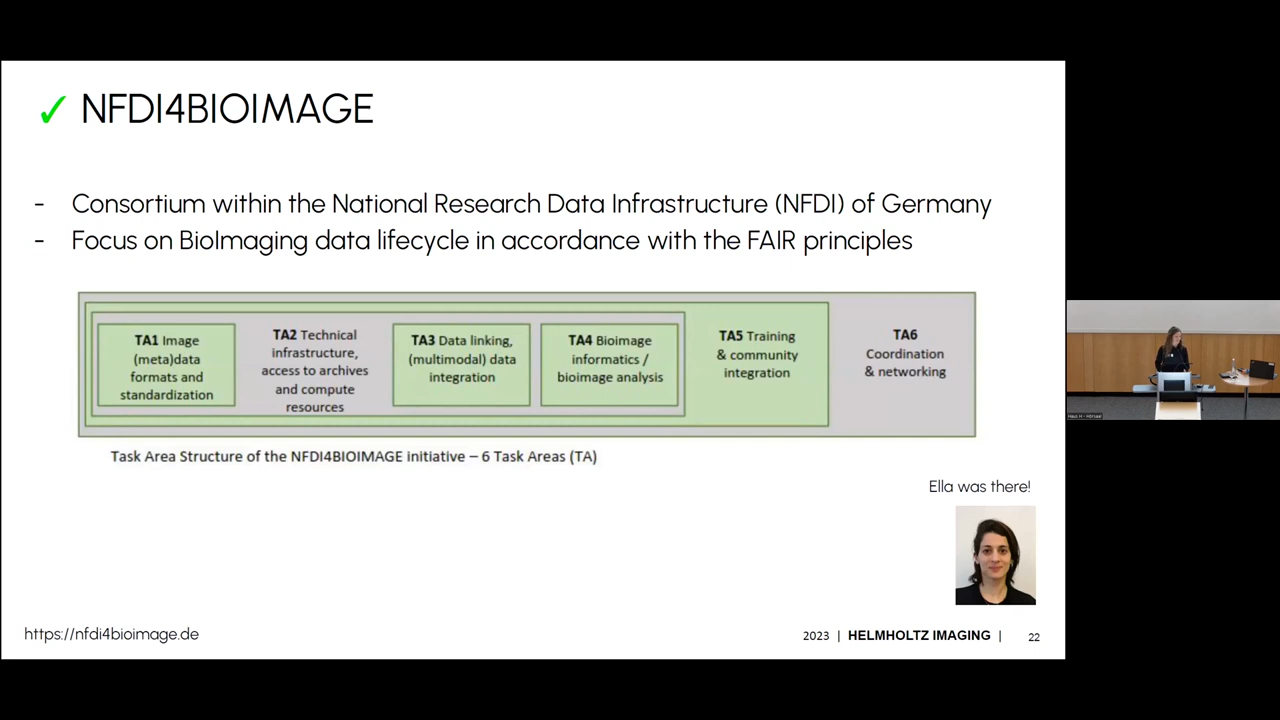 ✓ NFDI4BIOIMAGE
- Consortium within the National Research Data Infrastructure (NFDI) of Germany
- Focus on BioImaging data lifecycle in accordance with the FAIR principles
TA1 Image
(meta)data
formats and
standardization
TA2 Technical
infrastructure,
access to archives
and compute
resources
TA3 Data linking,
(multimodal) data
integration
TA4 Bioimage
informatics /
bioimage analysis
TA5 Training
& community
integration
TA6
Coordination
& networking
Task Area Structure of the NFDI4BIOIMAGE initiative – 6 Task Areas (TA)
Ella was there!
https://nfdi4bioimage.de
2023 | HELMHOLTZ IMAGING | 22
Haus H - Hörsaal